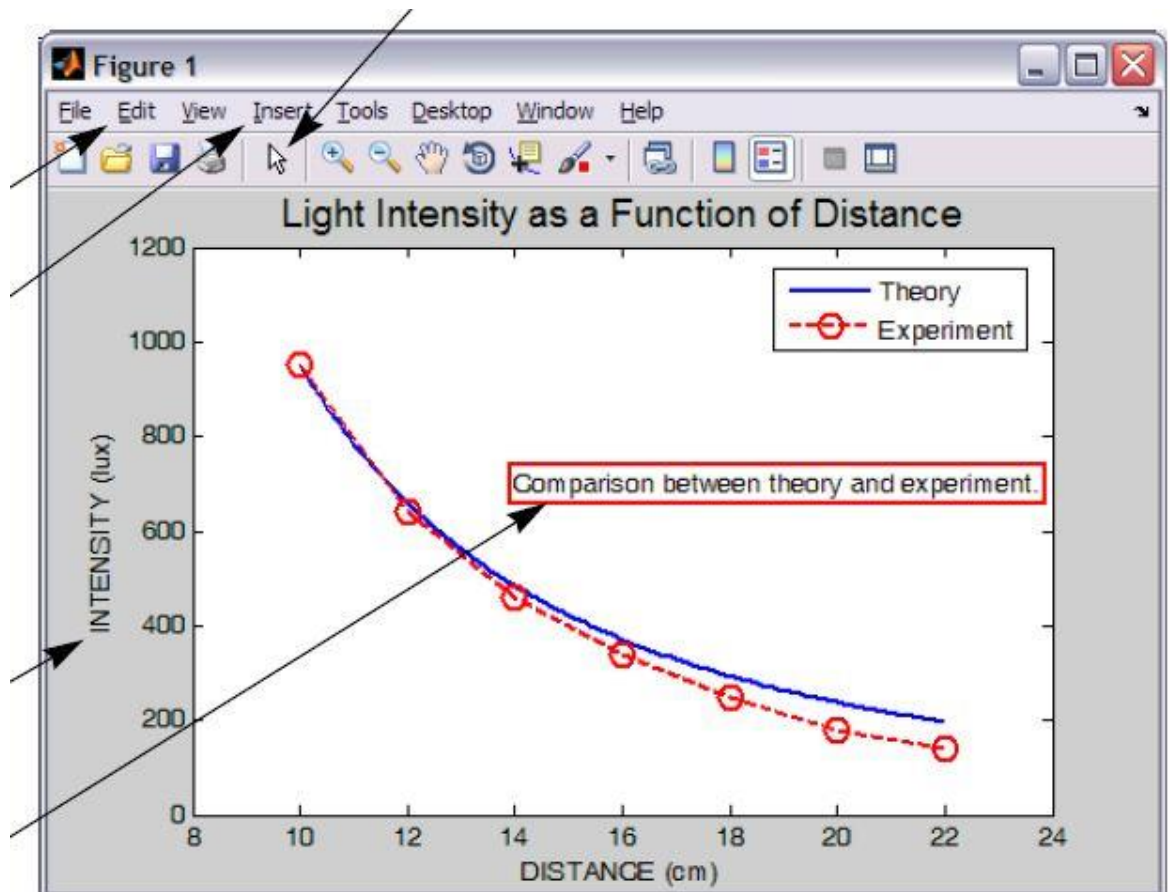 Figure 1
File Edit View Insert Tools Desktop Window Help
Light Intensity as a Function of Distance
1200
1000
800
600
400
200
0
INTENSITY (lux)
Theory
Experiment
Comparison between theory and experiment.
8 10 12 14 16 18 20 22 24
DISTANCE (cm)